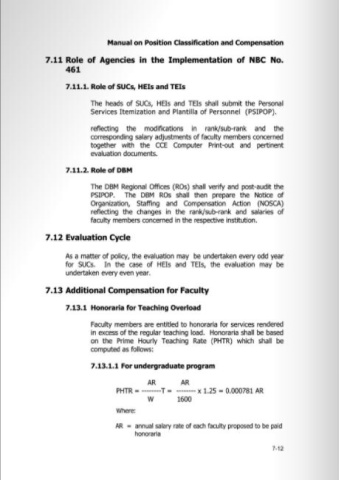 Manual on Position Classification and Compensation
7.11 Role of Agencies in the Implementation of NBC No.
461
7.11.1. Role of SUCs, HEIs and TEIs
The heads of SUCs, HEIs and TEIs shall submit the Personal
Services Itemization and Plantilla of Personnel (PSIPOP).
reflecting the modifications in rank/sub-rank and the
corresponding salary adjustments of faculty members concerned
together with the CCE Computer Print-out and pertinent
evaluation documents.
7.11.2. Role of DBM
The DBM Regional Offices (ROs) shall verify and post-audit the
PSIPOP. The DBM ROs shall then prepare the Notice of
Organization, Staffing and Compensation Action (NOSCA)
reflecting the changes in the rank/sub-rank and salaries of
faculty members concerned in the respective institution.
7.12 Evaluation Cycle
As a matter of policy, the evaluation may be undertaken every odd year
for SUCs. In the case of HEIs and TEIs, the evaluation may be
undertaken every even year.
7.13 Additional Compensation for Faculty
7.13.1 Honoraria for Teaching Overload
Faculty members are entitled to honoraria for services rendered
in excess of the regular teaching load. Honoraria shall be based
on the Prime Hourly Teaching Rate (PHTR) which shall be
computed as follows:
7.13.1.1 For undergraduate program
AR AR
PHTR = --------T = -------- x 1.25 = 0.000781 AR
W 1600
Where:
AR = annual salary rate of each faculty proposed to be paid
honoraria
7-12